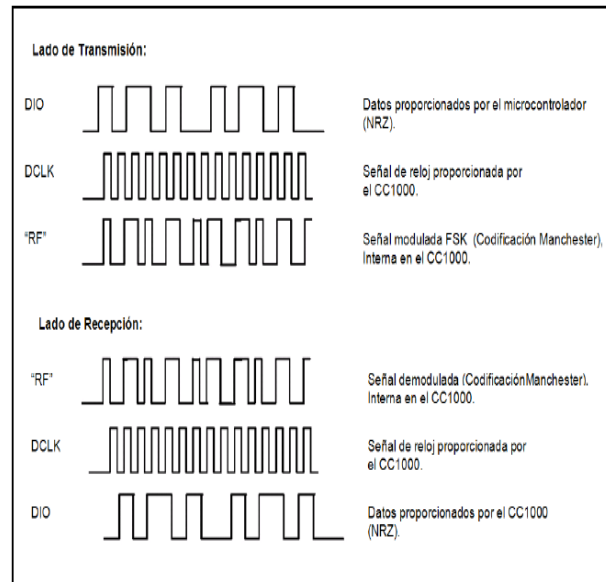 Lado de Transmisión:
DIO
Datos proporcionados por el microcontrolador
(NRZ).
DCLK
Señal de reloj proporcionada por
el CC1000.
"RF"
Señal modulada FSK (Codificación Manchester),
Interna en el CC1000.
Lado de Recepción:
"RF"
Señal demodulada (CodificaciónManchester).
Interna en el CC1000.
DCLK
Señal de reloj proporcionada por
el CC1000.
DIO
Datos proporcionados por el CC1000
(NRZ).